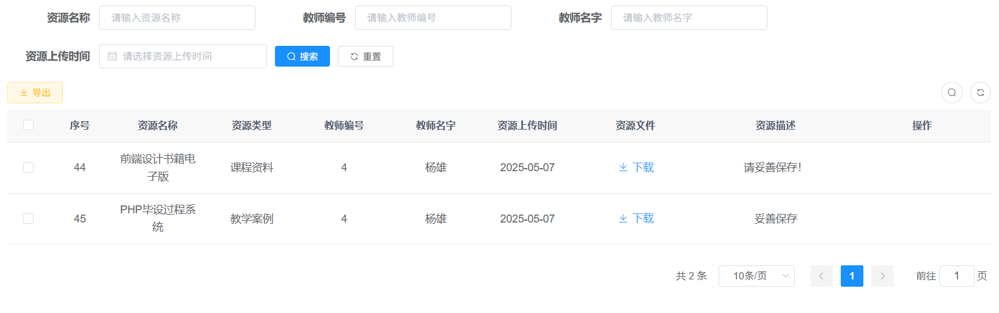 资源名称 请输入资源名称 教师编号 请输入教师编号 教师名字 请输入教师名字
资源上传时间 请选择资源上传时间 搜索 重置
导出
序号 资源名称 资源类型 教师编号 教师名字 资源上传时间 资源文件 资源描述 操作
44 前端设计书籍电子版 课程资料 4 杨雄 2025-05-07 下载 请妥善保存!
45 PHP毕设过程系统 教学案例 4 杨雄 2025-05-07 下载 妥善保存
共 2 条 10条/页 1 前往 1 页